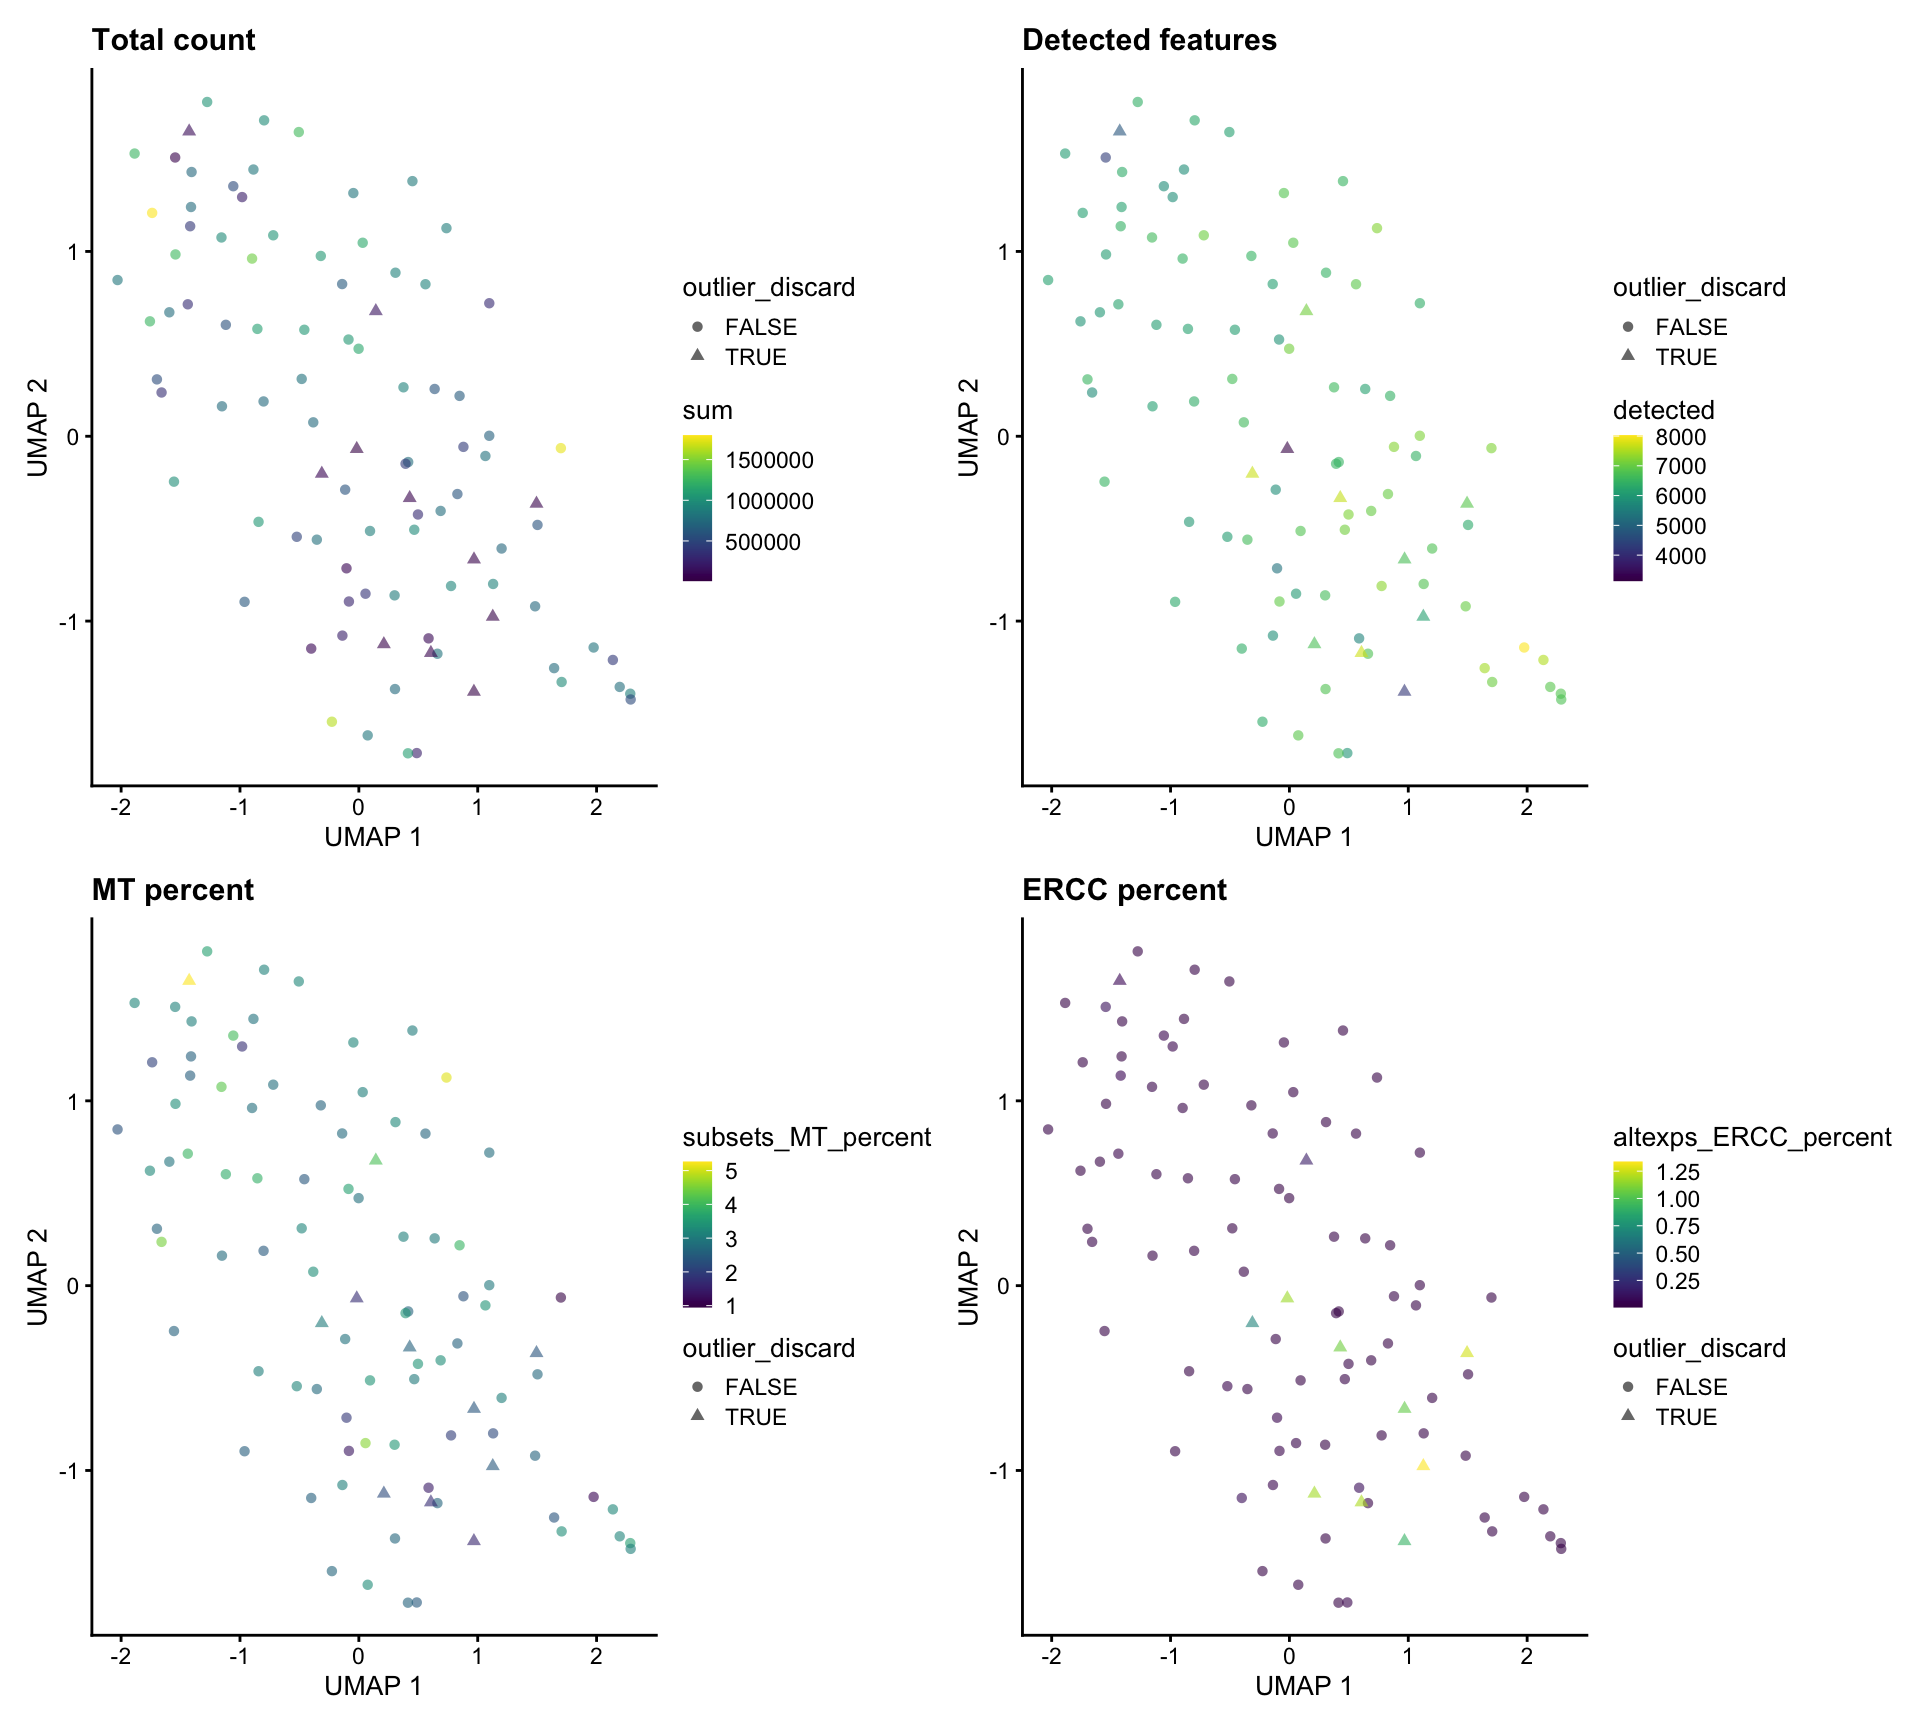 Total count
UMAP 2
1
0
-1
-2
-1
0
1
2
UMAP 1
outlier_discard
FALSE
TRUE
sum
1500000
1000000
500000
Detected features
UMAP 2
1
0
-1
-2
-1
0
1
2
UMAP 1
outlier_discard
FALSE
TRUE
detected
8000
7000
6000
5000
4000
MT percent
UMAP 2
1
0
-1
-2
-1
0
1
2
UMAP 1
subsets_MT_percent
5
4
3
2
1
outlier_discard
FALSE
TRUE
ERCC percent
UMAP 2
1
0
-1
-2
-1
0
1
2
UMAP 1
altexps_ERCC_percent
1.25
1.00
0.75
0.50
0.25
outlier_discard
FALSE
TRUE